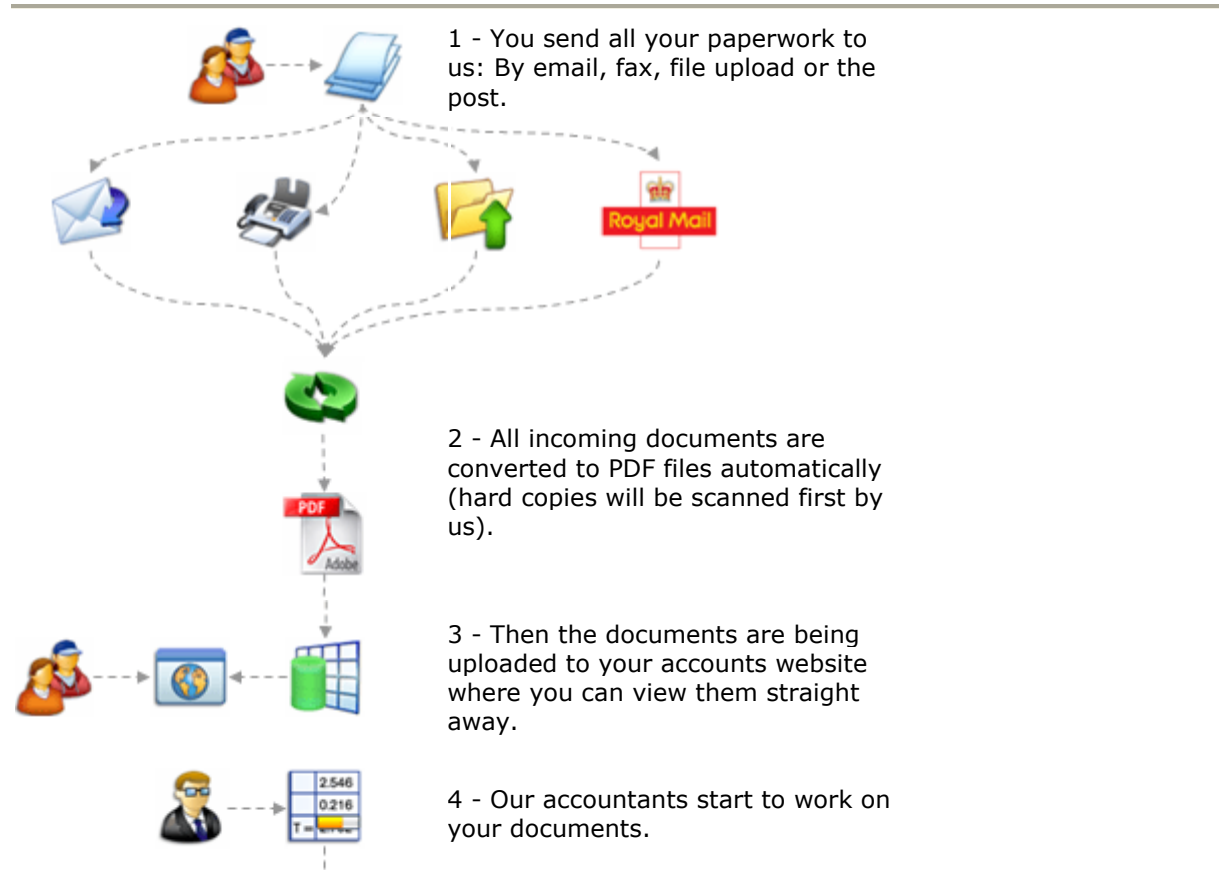 1 - You send all your paperwork to
us: By email, fax, file upload or the
post.
Royal Mail
2 - All incoming documents are
converted to PDF files automatically
(hard copies will be scanned first by
us).
PDF
Adobe
3 - Then the documents are being
uploaded to your accounts website
where you can view them straight
away.
2.546
0.216
T =
4 - Our accountants start to work on
your documents.